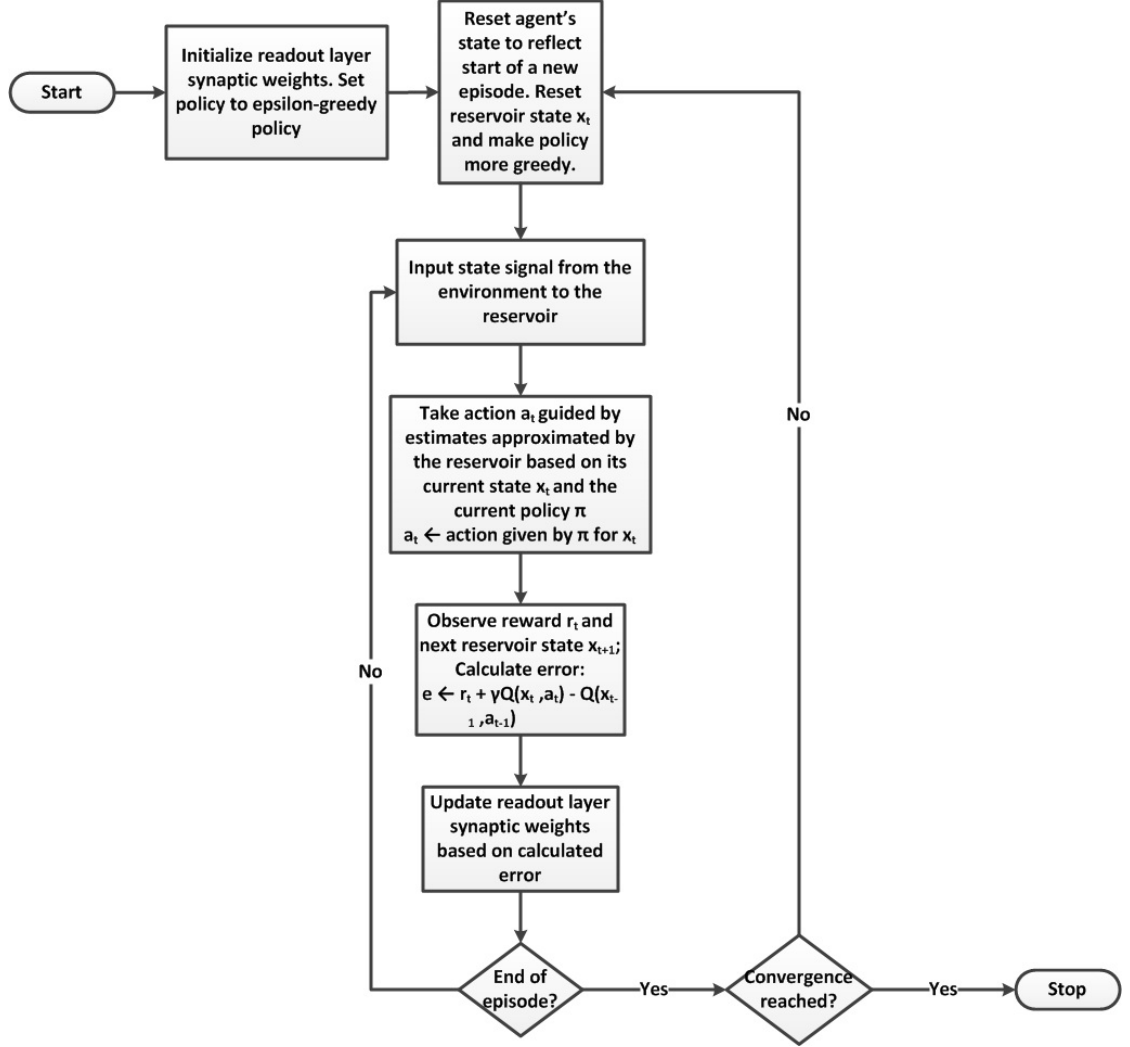 Start
Initialize readout layer
synaptic weights. Set
policy to epsilon-greedy
policy
Reset agent's
state to reflect
start of a new
episode. Reset
reservoir state xₜ
and make policy
more greedy.
Input state signal from the
environment to the
reservoir
Take action aₜ guided by
estimates approximated by
the reservoir based on its
current state xₜ and the
current policy π
aₜ ← action given by π for xₜ
No
Observe reward rₜ and
next reservoir state xₜ₊₁;
Calculate error:
e ← rₜ + γQ(xₜ ,aₜ) - Q(xₜ₋
₁ ,aₜ₋₁)
No
Update readout layer
synaptic weights
based on calculated
error
End of
episode?
Yes
Convergence
reached?
Yes
Stop